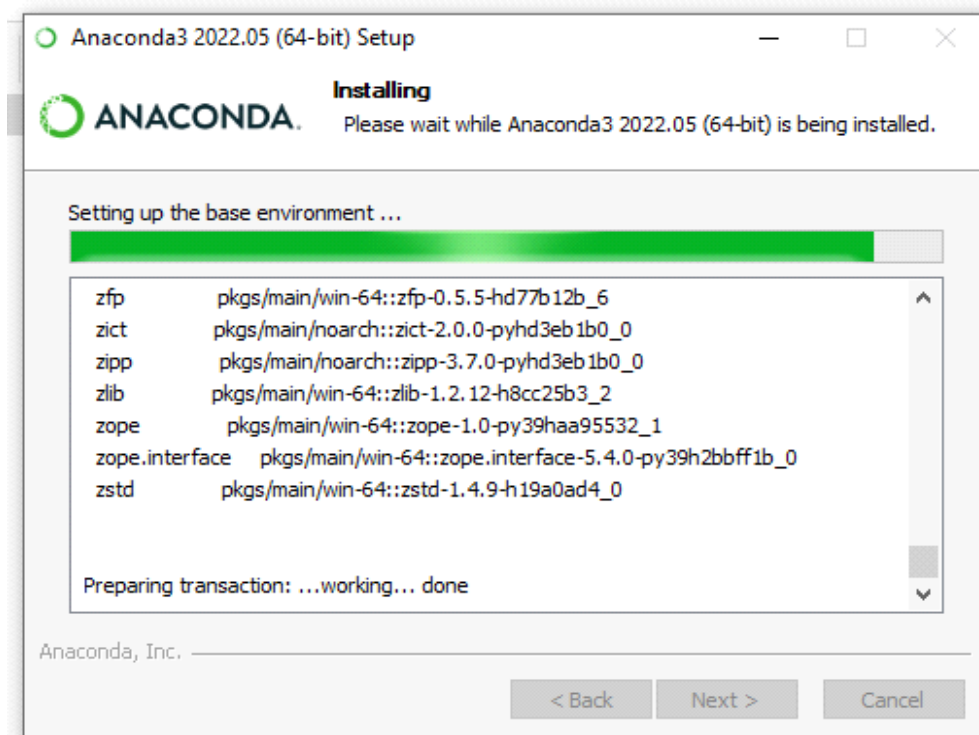 Anaconda3 2022.05 (64-bit) Setup
ANACONDA.
Installing
Please wait while Anaconda3 2022.05 (64-bit) is being installed.
Setting up the base environment ...
zfp pkgs/main/win-64::zfp-0.5.5-hd77b12b_6
zict pkgs/main/noarch::zict-2.0.0-pyhd3eb1b0_0
zipp pkgs/main/noarch::zipp-3.7.0-pyhd3eb1b0_0
zlib pkgs/main/win-64::zlib-1.2.12-h8cc25b3_2
zope pkgs/main/win-64::zope-1.0-py39haa95532_1
zope.interface pkgs/main/win-64::zope.interface-5.4.0-py39h2bbff1b_0
zstd pkgs/main/win-64::zstd-1.4.9-h19a0ad4_0
Preparing transaction: ...working... done
Anaconda, Inc.
< Back Next > Cancel